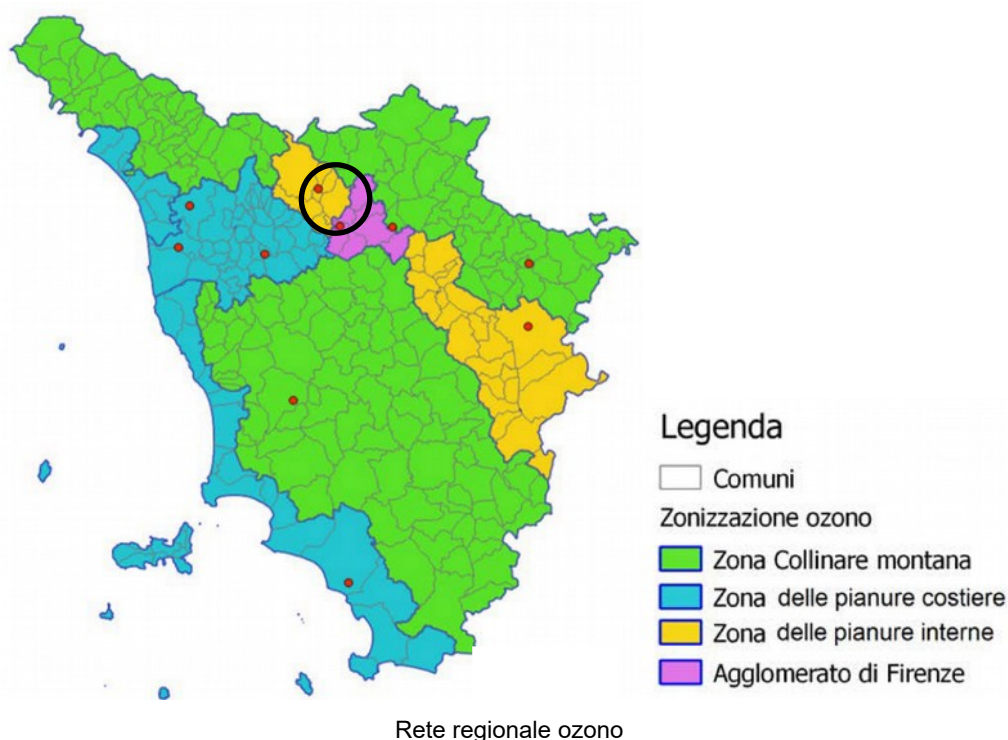 Legenda
Comuni
Zonizzazione ozono
Zona Collinare montana
Zona delle pianure costiere
Zona delle pianure interne
Agglomerato di Firenze
Rete regionale ozono